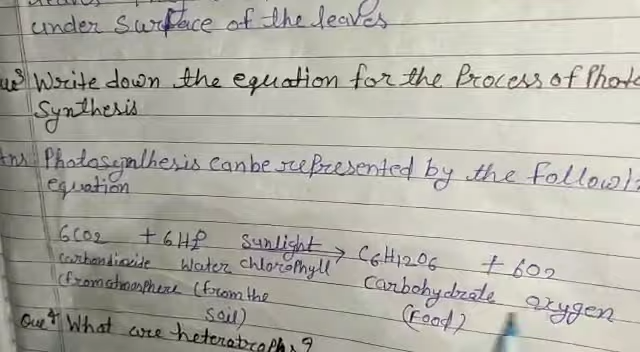 under surface of the leaves
ue3 Write down the equation for the Process of Photo
Synthesis
Ans Photosynthesis can be represented by the follow
equation
6CO2 + 6H2O Sunlight → C6H12O6 + 6O2
carbondioxide Water chlorophyll carbohydrate oxygen
(from atmosphere (from the (Food)
soil)
Que4 What are heterotrophs?